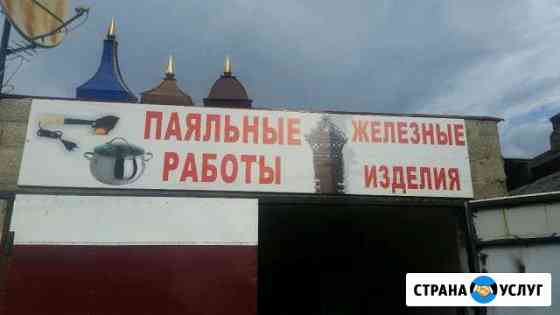 ПАЯЛЬНЫЕ
РАБОТЫ
ЖЕЛЕЗНЫЕ
ИЗДЕЛИЯ
СТРАНА УСЛУГ